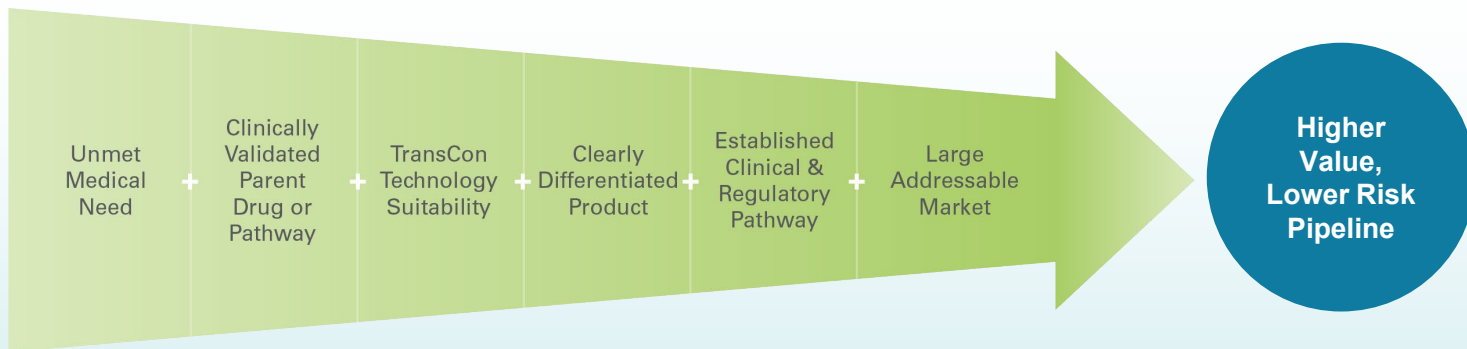 Unmet
Medical
Need
+
Clinically
Validated
Parent
Drug or
Pathway
+
TransCon
Technology
Suitability
+
Clearly
Differentiated
Product
+
Established
Clinical &
Regulatory
Pathway
+
Large
Addressable
Market
Higher
Value,
Lower Risk
Pipeline